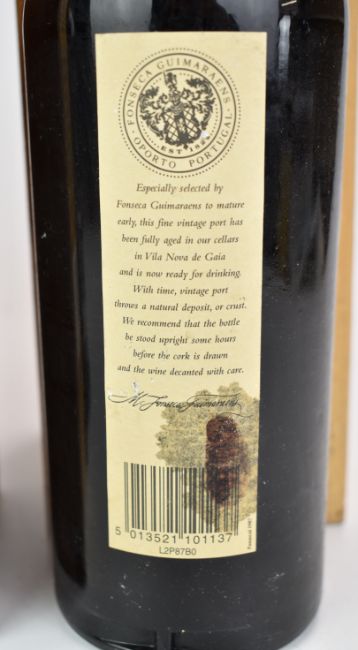 FONSECA GUIMARAENS
EST 182
OPORTO PORTUGAL
Especially selected by
Fonseca Guimaraens to mature
early, this fine vintage port has
been fully aged in our cellars
in Vila Nova de Gaia
and is now ready for drinking.
With time, vintage port
throws a natural deposit, or crust.
We recommend that the bottle
be stood upright some hours
before the cork is drawn
and the wine decanted with care.
M. Fonseca Guimaraens
5 013521 101137
L2P87B0